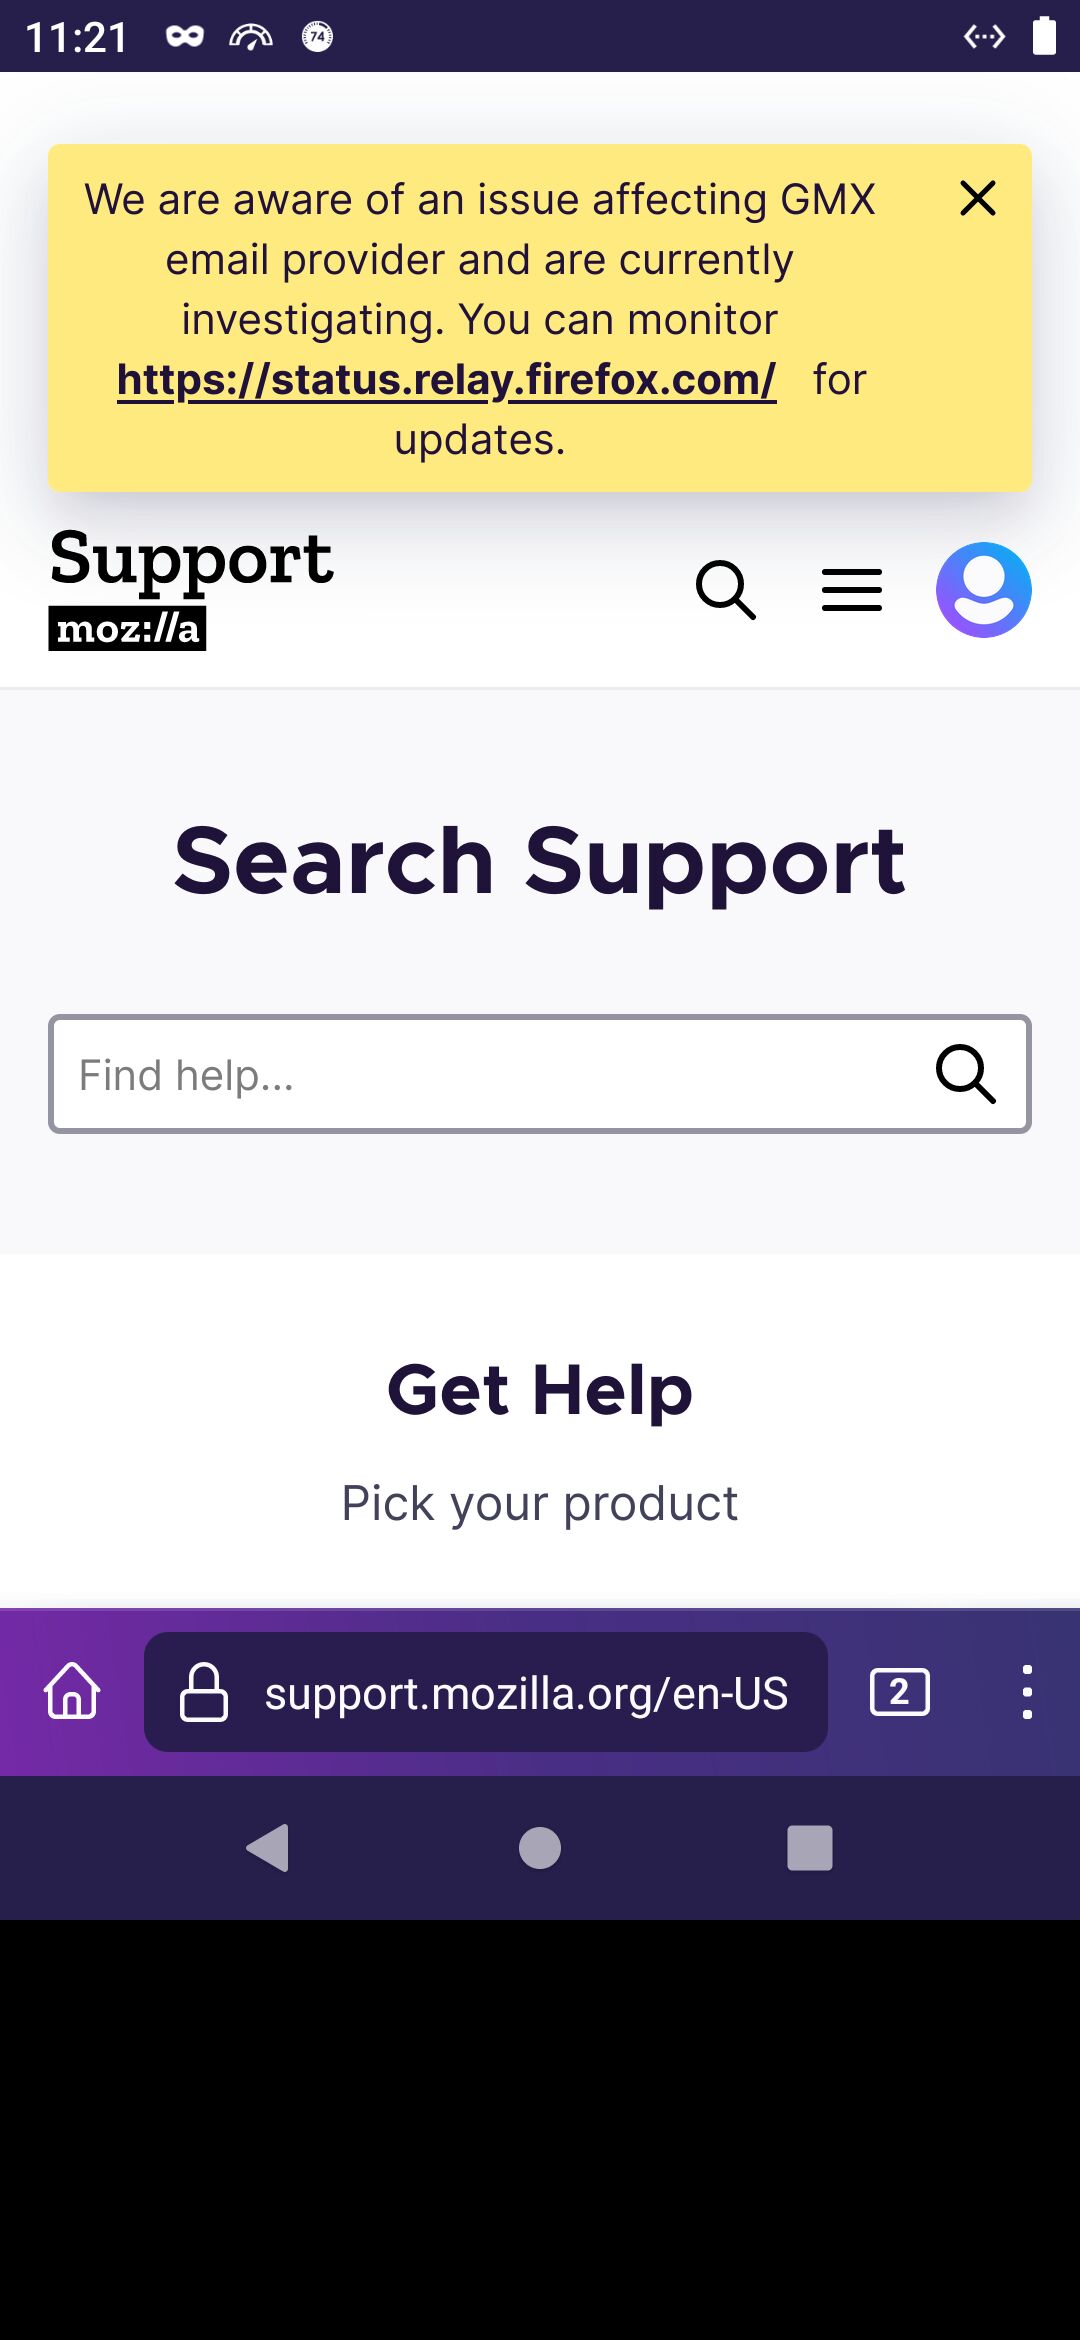 11:21
74
We are aware of an issue affecting GMX
email provider and are currently
investigating. You can monitor
https://status.relay.firefox.com/ for
updates.
Support
moz://a
Search Support
Find help...
Get Help
Pick your product
support.mozilla.org/en-US
2